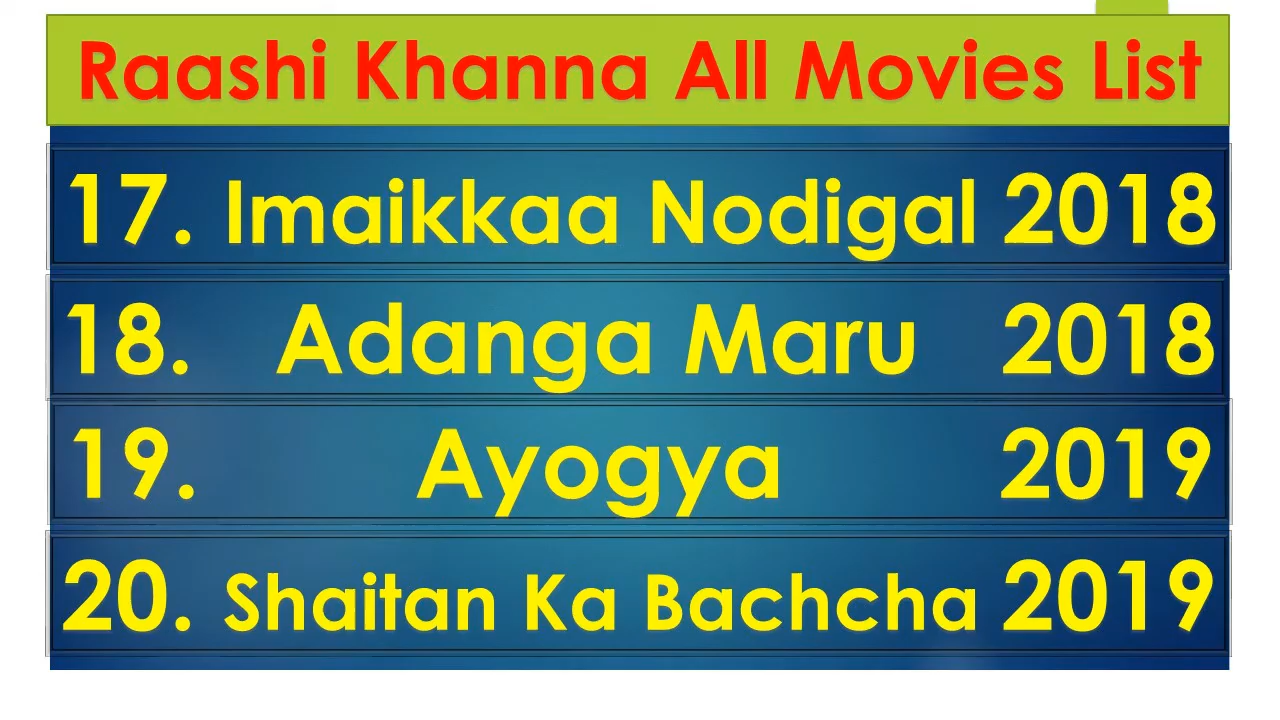 Raashi Khanna All Movies List
17. Imaikkaa Nodigal 2018
18. Adanga Maru 2018
19. Ayogya 2019
20. Shaitan Ka Bachcha 2019